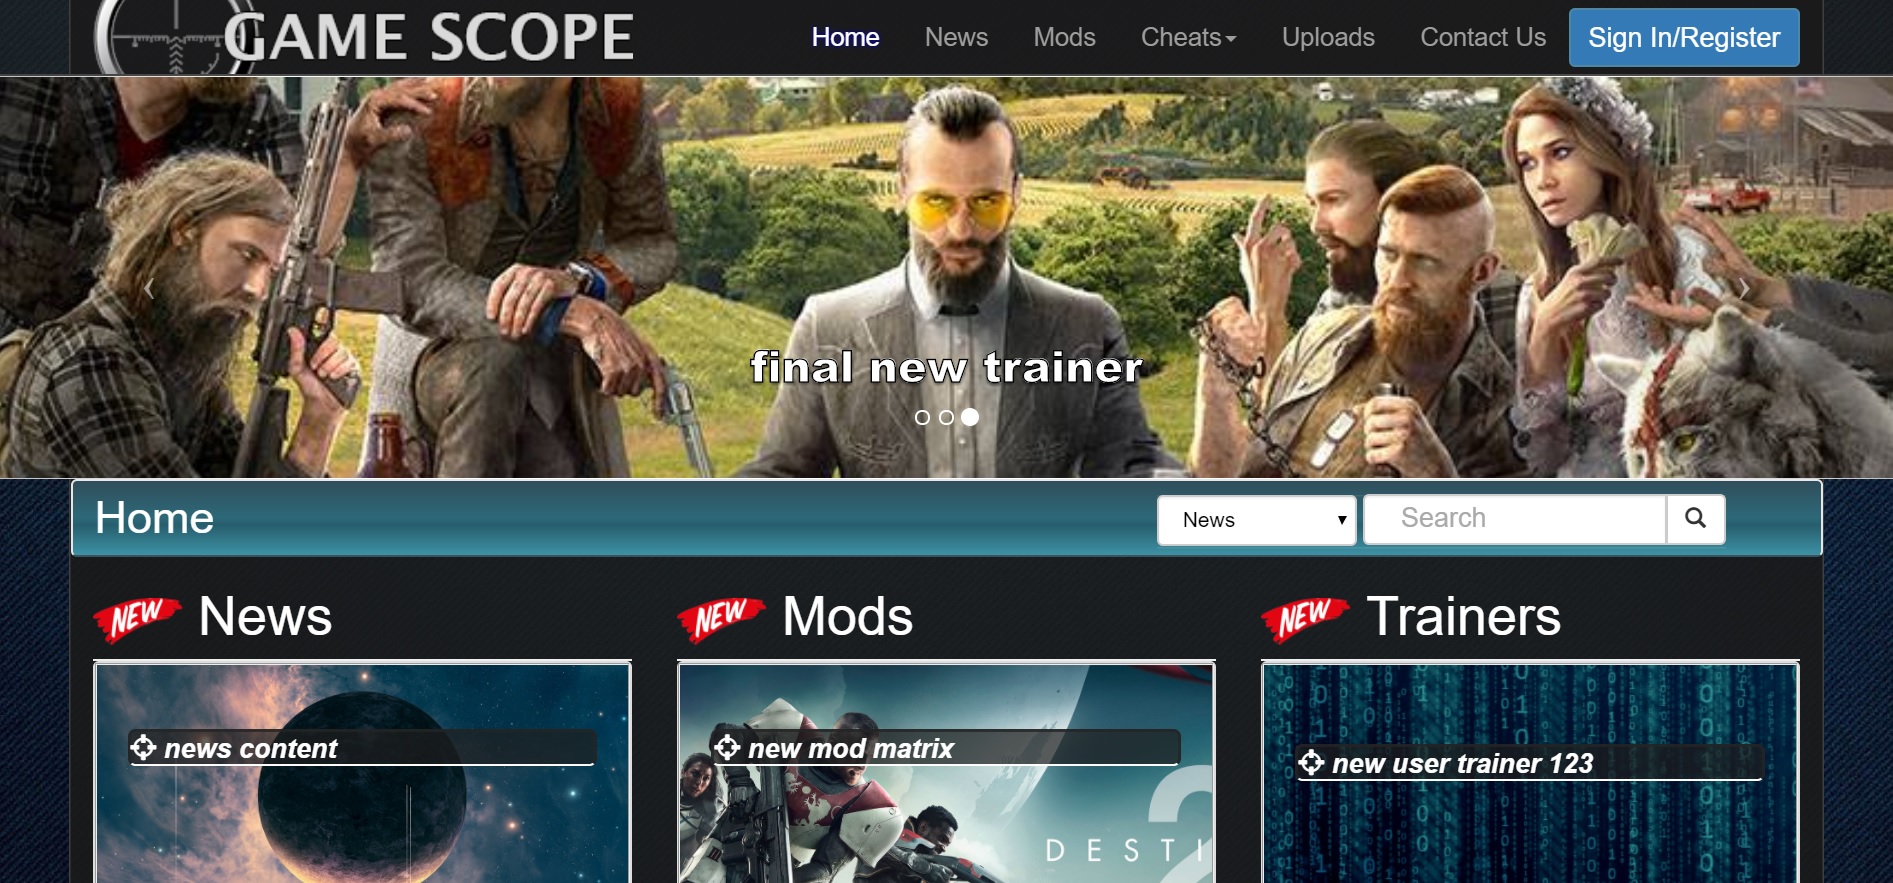 GAME SCOPE
Home News Mods Cheats Uploads Contact Us Sign In/Register
final new trainer
Home News Search
NEW News
NEW Mods
NEW Trainers
news content
new mod matrix
new user trainer 123
2
DESTI